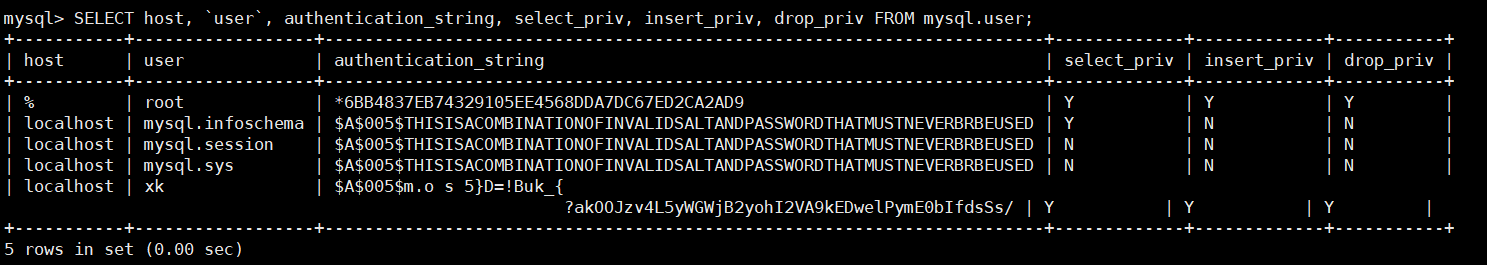 mysql> SELECT host, `user`, authentication_string, select_priv, insert_priv, drop_priv FROM mysql.user;
+-----------+------------------+------------------------------------------------------------------------+-------------+-------------+-----------+
| host      | user             | authentication_string                                                  | select_priv | insert_priv | drop_priv |
+-----------+------------------+------------------------------------------------------------------------+-------------+-------------+-----------+
| %         | root             | *6BB4837EB74329105EE4568DDA7DC67ED2CA2AD9                              | Y           | Y           | Y         |
| localhost | mysql.infoschema | $A$005$THISISACOMBINATIONOFINVALIDSALTANDPASSWORDTHATMUSTNEVERBRBEUSED | Y           | N           | N         |
| localhost | mysql.session    | $A$005$THISISACOMBINATIONOFINVALIDSALTANDPASSWORDTHATMUSTNEVERBRBEUSED | N           | N           | N         |
| localhost | mysql.sys        | $A$005$THISISACOMBINATIONOFINVALIDSALTANDPASSWORDTHATMUSTNEVERBRBEUSED | N           | N           | N         |
| localhost | xk               | $A$005$m.o s 5}D=!Buk_{
?akOOJzv4L5yWGWjB2yohI2VA9kEDwelPymE0bIfdsSs/ | Y           | Y           | Y         |
+-----------+------------------+------------------------------------------------------------------------+-------------+-------------+-----------+
5 rows in set (0.00 sec)